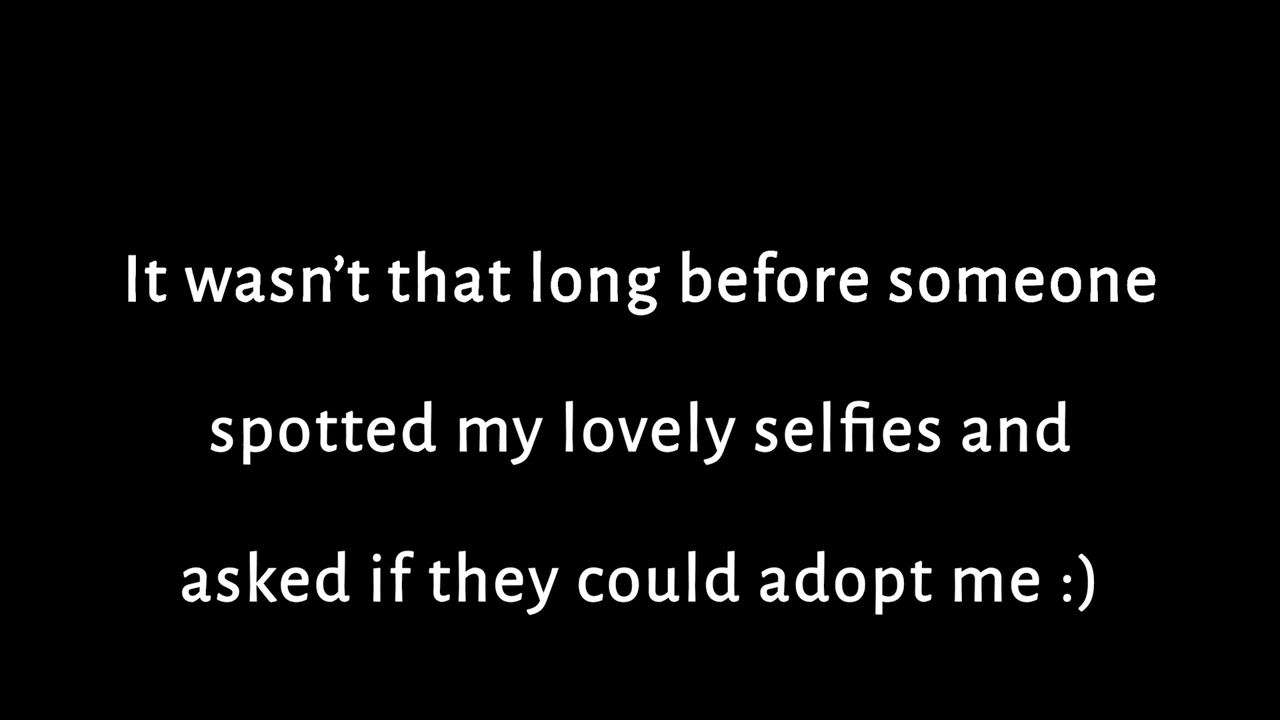 It wasn’t that long before someone
spotted my lovely selfies and
asked if they could adopt me :)